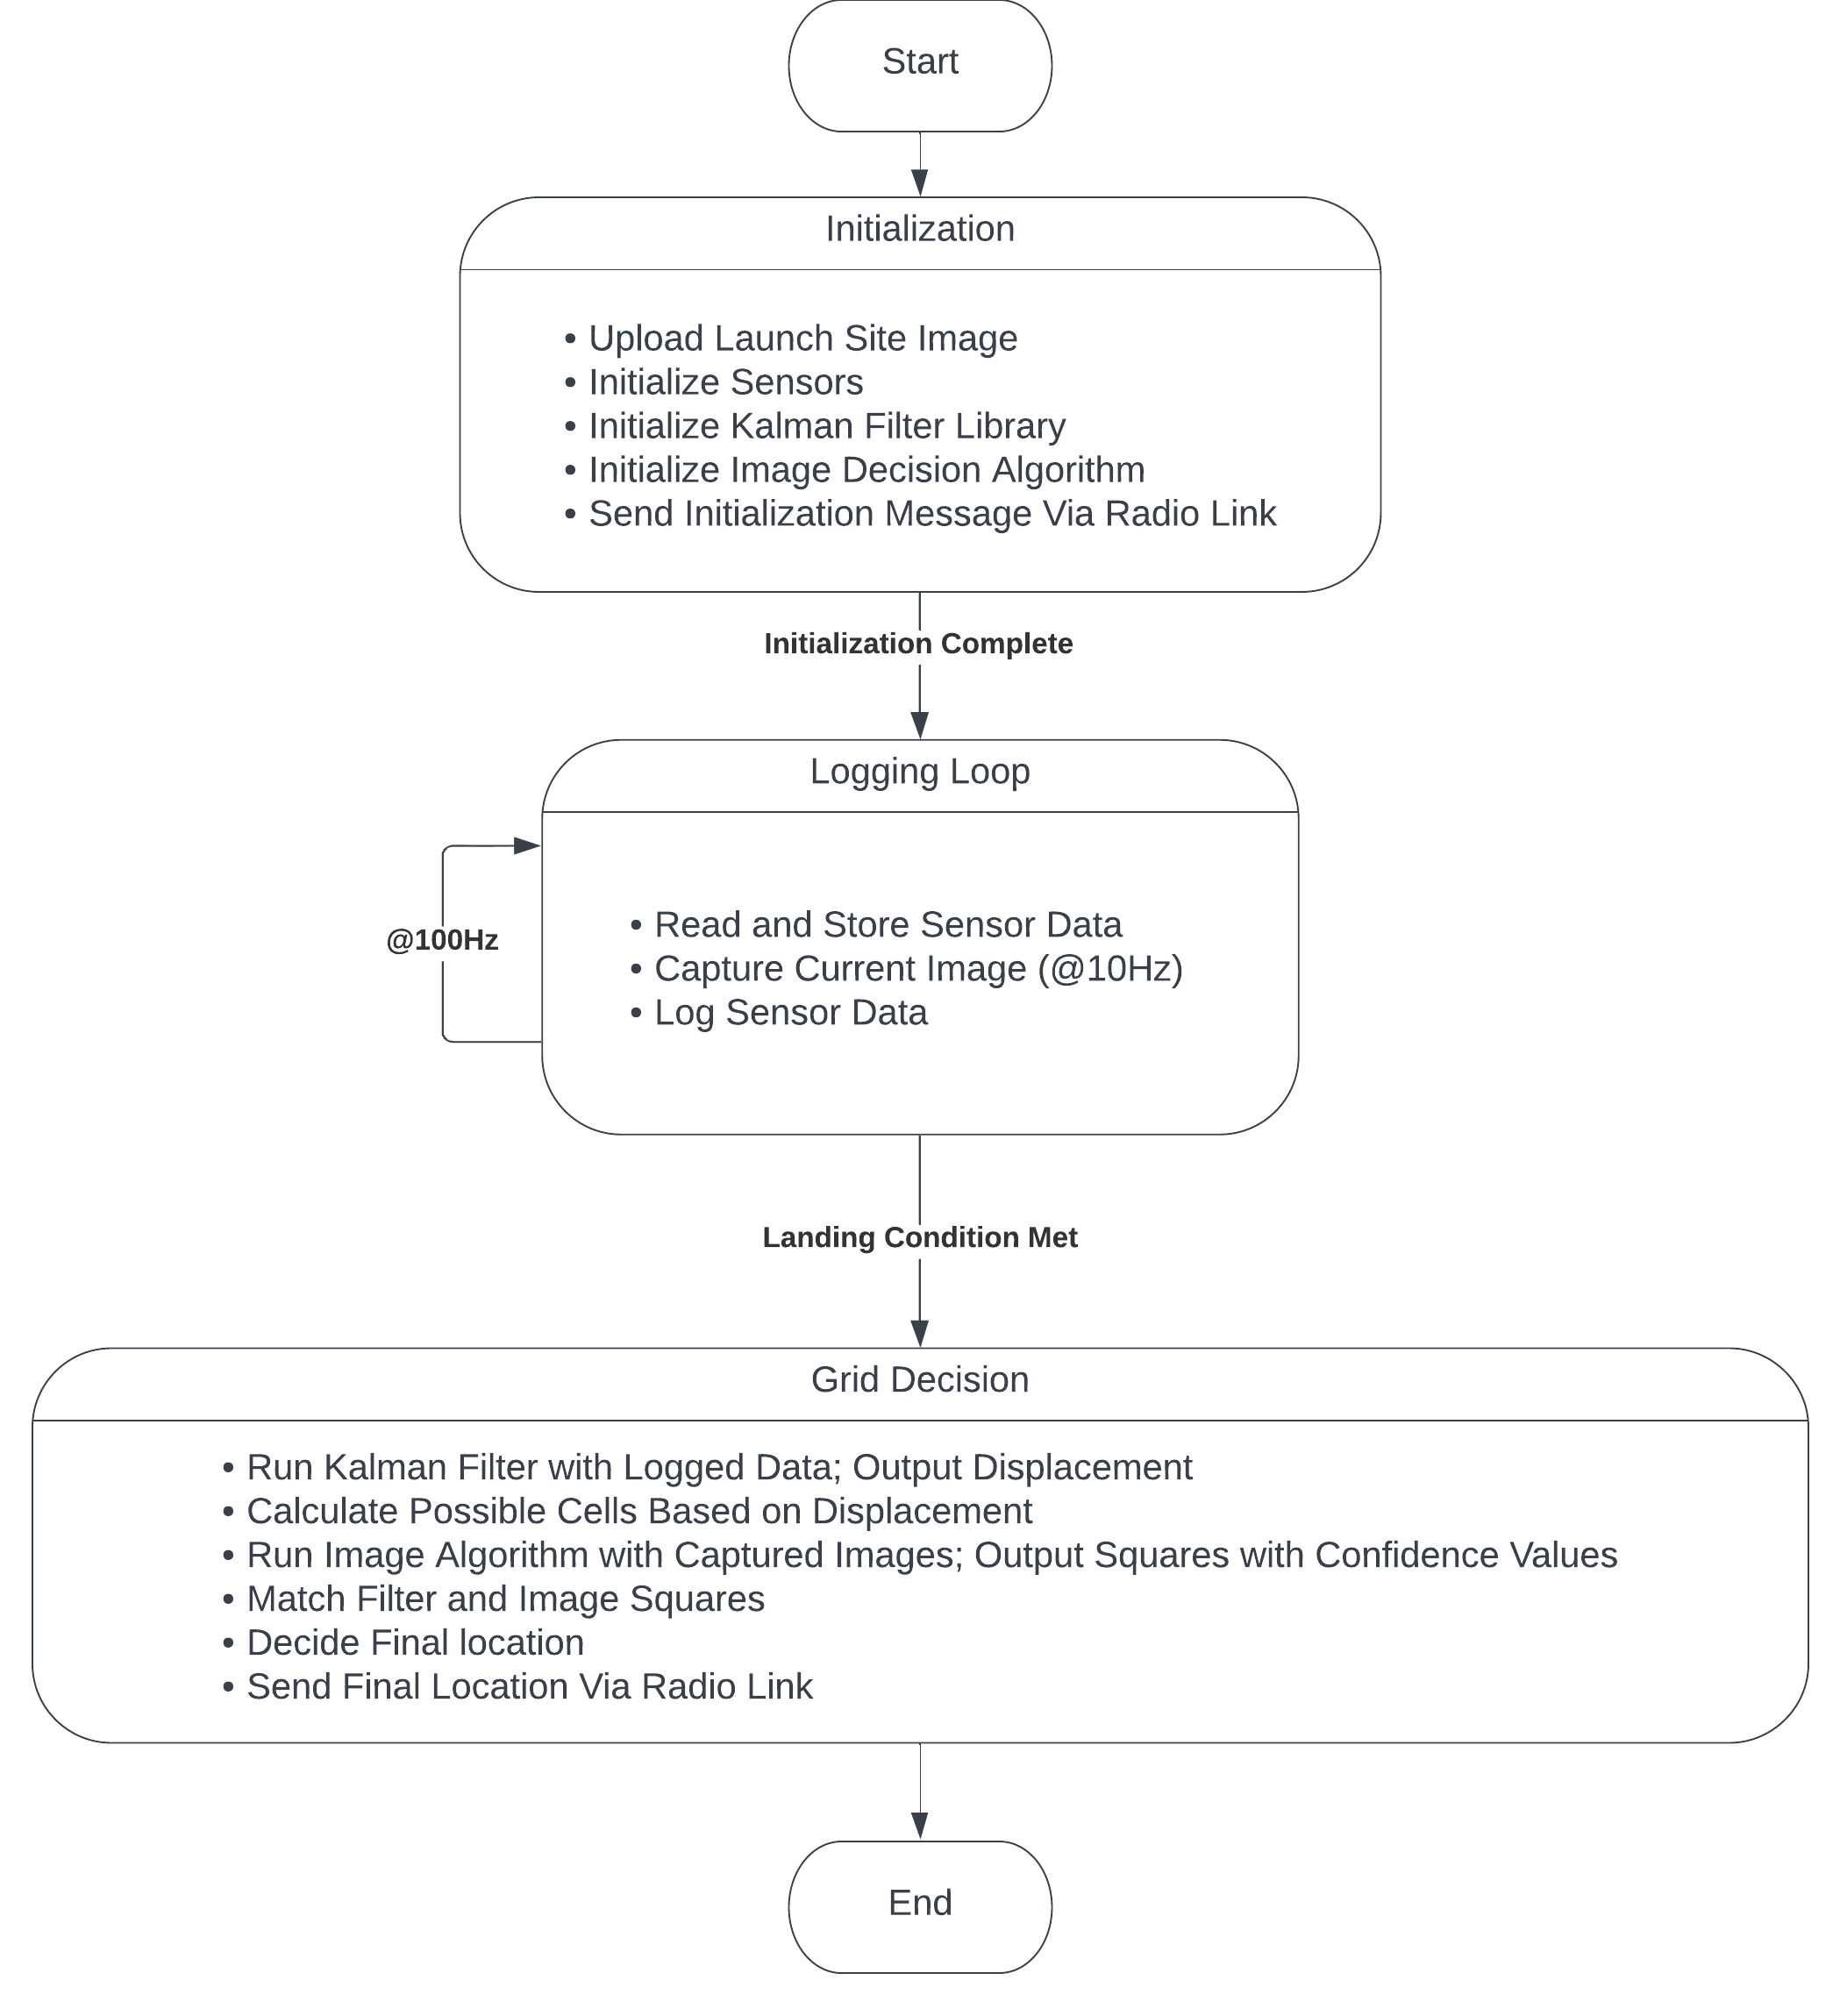 Start
Initialization
• Upload Launch Site Image
• Initialize Sensors
• Initialize Kalman Filter Library
• Initialize Image Decision Algorithm
• Send Initialization Message Via Radio Link
Initialization Complete
Logging Loop
@100Hz
• Read and Store Sensor Data
• Capture Current Image (@10Hz)
• Log Sensor Data
Landing Condition Met
Grid Decision
• Run Kalman Filter with Logged Data; Output Displacement
• Calculate Possible Cells Based on Displacement
• Run Image Algorithm with Captured Images; Output Squares with Confidence Values
• Match Filter and Image Squares
• Decide Final location
• Send Final Location Via Radio Link
End